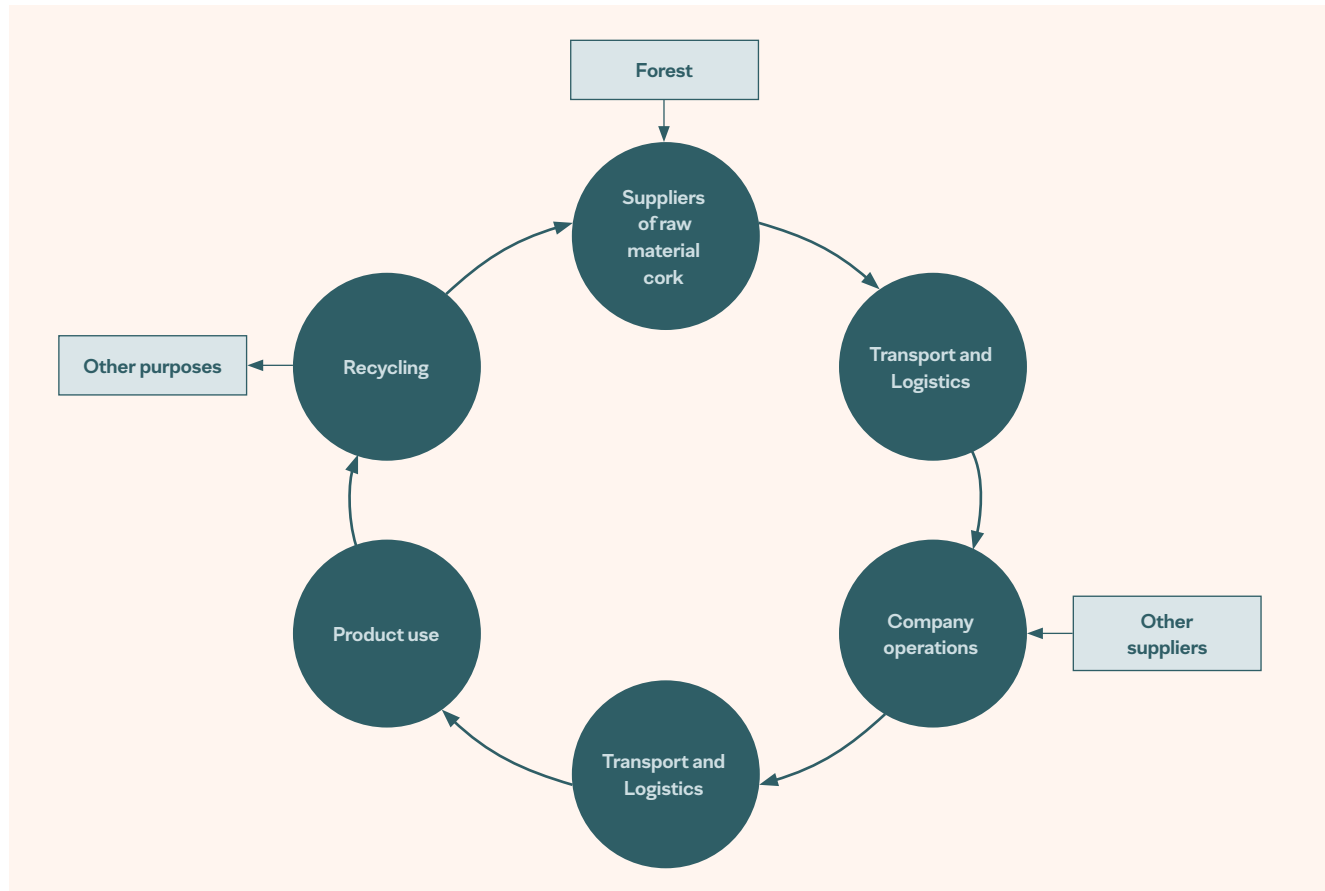 Forest
Suppliers
of raw
material
cork
Transport and
Logistics
Recycling
Other purposes
Company
operations
Other
suppliers
Product use
Transport and
Logistics